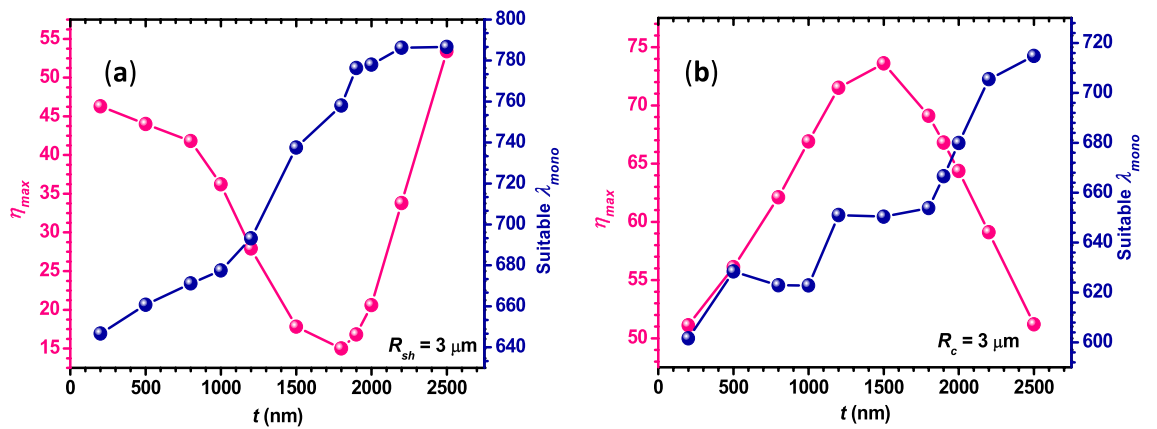 (a)
η_max
55
50
45
40
35
30
25
20
15
800
780
760
740
720
700
680
660
640
Suitable λ_mono
R_sh = 3 μm
0 500 1000 1500 2000 2500
t (nm)
(b)
η_max
75
70
65
60
55
50
720
700
680
660
640
620
600
Suitable λ_mono
R_c = 3 μm
0 500 1000 1500 2000 2500
t (nm)